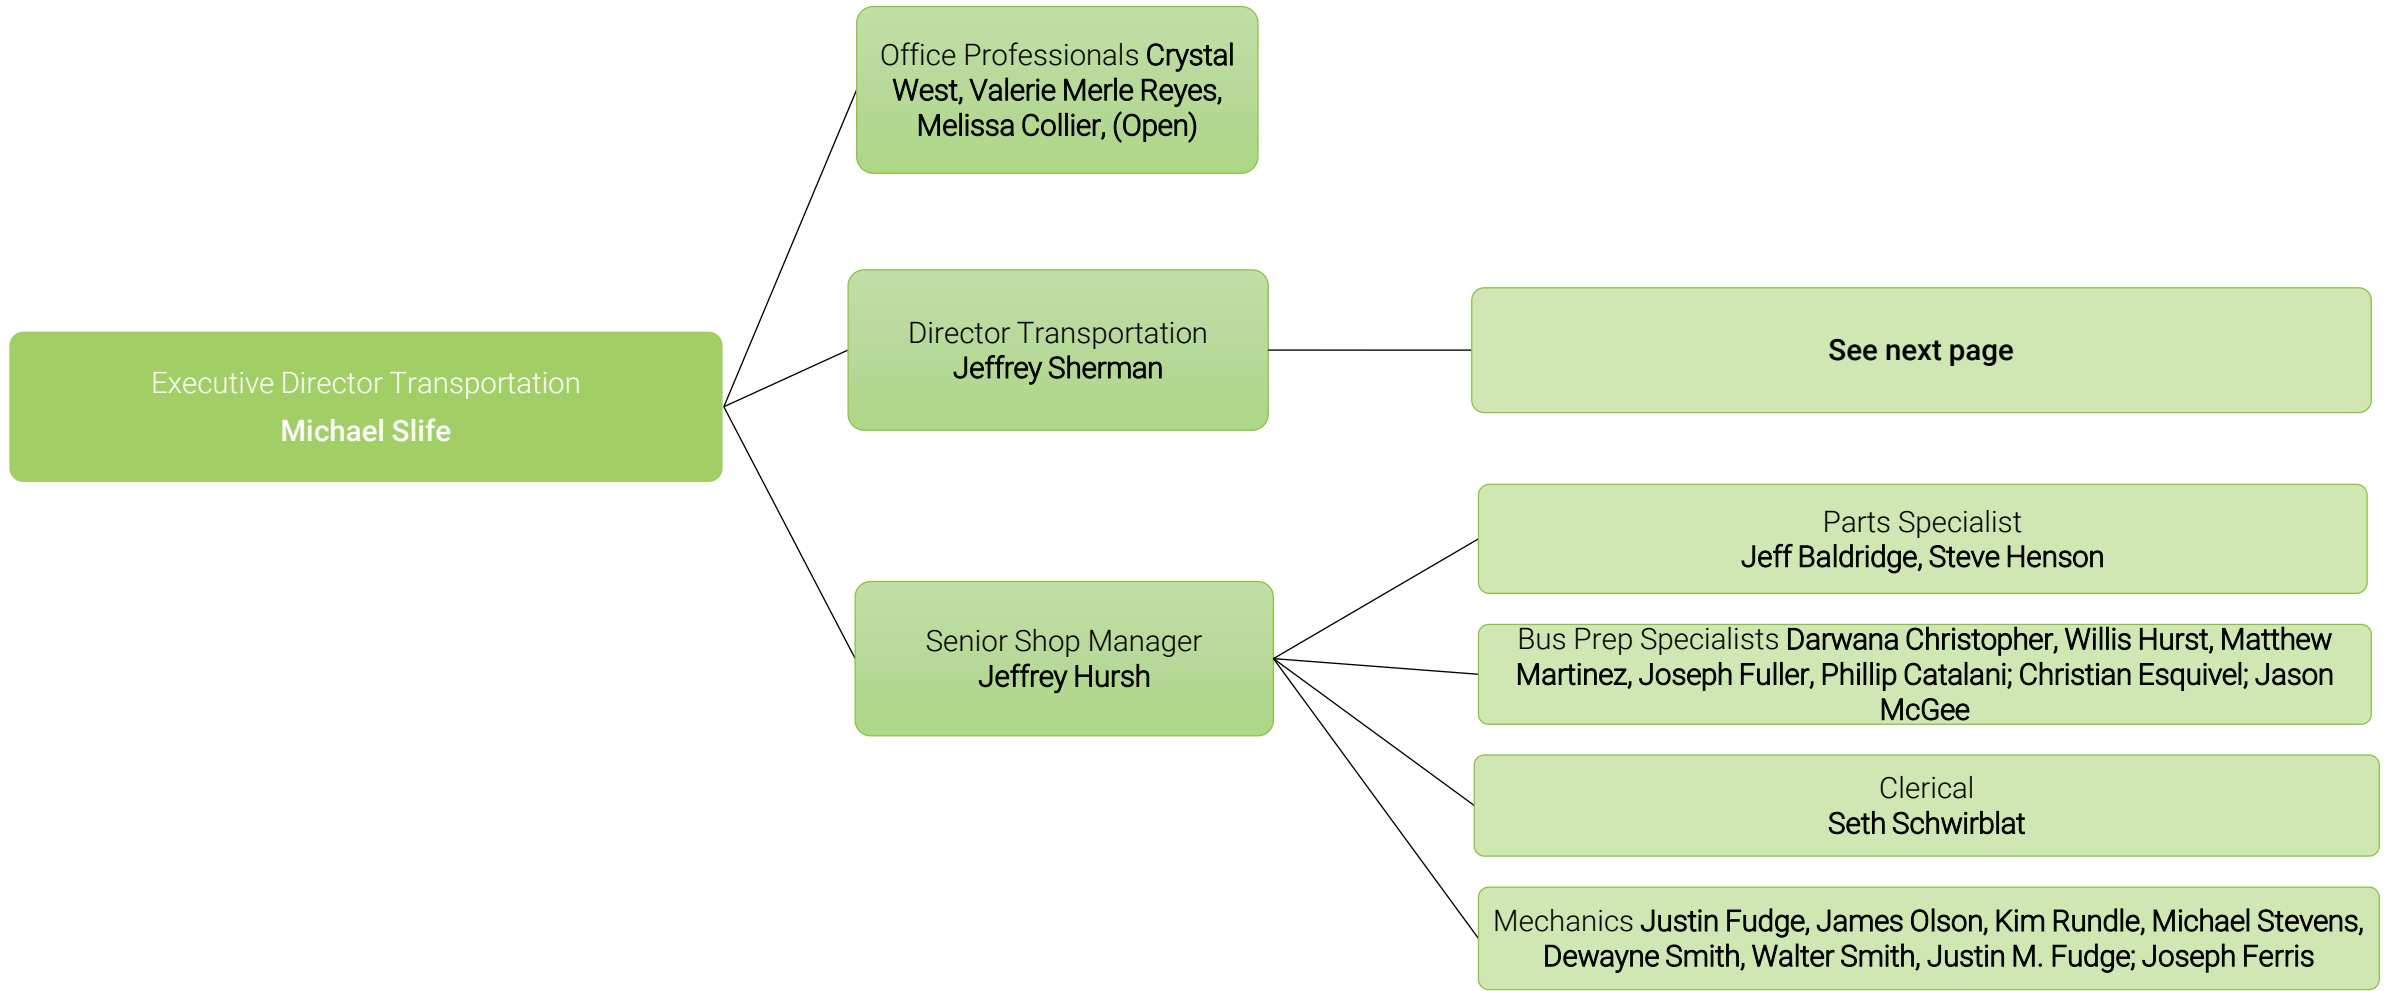 Office Professionals Crystal
West, Valerie Merle Reyes,
Melissa Collier, (Open)
Executive Director Transportation
Michael Slife
Director Transportation
Jeffrey Sherman
See next page
Senior Shop Manager
Jeffrey Hursh
Parts Specialist
Jeff Baldridge, Steve Henson
Bus Prep Specialists Darwana Christopher, Willis Hurst, Matthew
Martinez, Joseph Fuller, Phillip Catalani; Christian Esquivel; Jason
McGee
Clerical
Seth Schwirblat
Mechanics Justin Fudge, James Olson, Kim Rundle, Michael Stevens,
Dewayne Smith, Walter Smith, Justin M. Fudge; Joseph Ferris